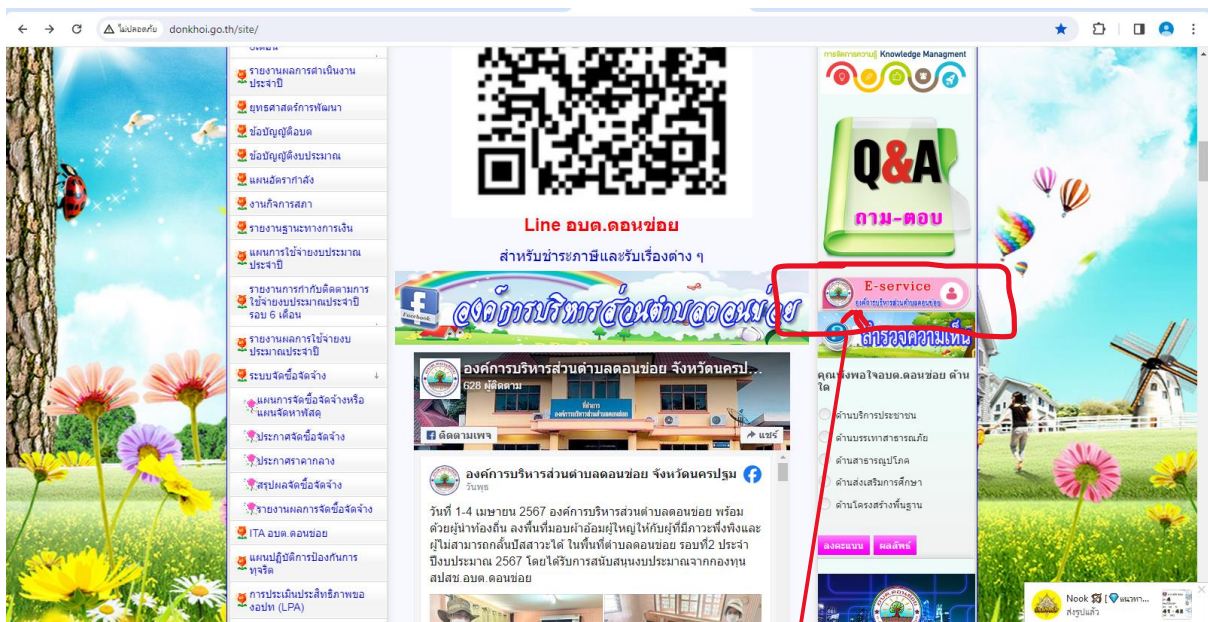 ไม่ปลอดภัย donkhoi.go.th/site/
รายงานผลการดำเนินงาน
ประจำปี
ยุทธศาสตร์การพัฒนา
ข้อบัญญัติอบต
ข้อบัญญัติงบประมาณ
แผนอัตรากำลัง
งานกิจการสภา
รายงานฐานะทางการเงิน
แผนการใช้จ่ายงบประมาณ
ประจำปี
รายงานการกำกับติดตามการ
ใช้จ่ายงบประมาณประจำปี
รอบ 6 เดือน
รายงานผลการใช้จ่ายงบ
ประมาณประจำปี
ระบบจัดซื้อจัดจ้าง
แผนการจัดซื้อจัดจ้างหรือ
แผนจัดหาพัสดุ
ประกาศจัดซื้อจัดจ้าง
ประกาศราคากลาง
สรุปผลจัดซื้อจัดจ้าง
รายงานผลการจัดซื้อจัดจ้าง
ITA อบต.ดอนข่อย
แผนปฏิบัติการป้องกันการ
ทุจริต
การประเมินประสิทธิภาพขอ
งอปท (LPA)
Line อบต.ดอนข่อย
สำหรับชำระภาษีและรับเรื่องต่าง ๆ
Facebook
องค์การบริหารส่วนตำบลดอนข่อย
องค์การบริหารส่วนตำบลดอนข่อย จังหวัดนครป...
628 ผู้ติดตาม
ที่ทำการ
องค์การบริหารส่วนตำบลดอนข่อย
ติดตามเพจ
แชร์
องค์การบริหารส่วนตำบลดอนข่อย จังหวัดนครปฐม
วันพุธ
วันที่ 1-4 เมษายน 2567 องค์การบริหารส่วนตำบลดอนข่อย พร้อม
ด้วยผู้นำท้องถิ่น ลงพื้นที่มอบผ้าอ้อมผู้ใหญ่ให้กับผู้ที่มีภาวะพึ่งพิงและ
ผู้ไม่สามารถกลั้นปัสสาวะได้ ในพื้นที่ตำบลดอนข่อย รอบที่2 ประจำ
ปีงบประมาณ 2567 โดยได้รับการสนับสนุนงบประมาณจากกองทุน
สปสช.อบต.ดอนข่อย
การจัดการความรู้ Knowledge Managment
Q&A
ถาม-ตอบ
E-service
องค์การบริหารส่วนตำบลดอนข่อย
สำรวจความเห็น
คุณพึงพอใจอบต.ดอนข่อย ด้าน
ใด
ด้านบริการประชาชน
ด้านบรรเทาสาธารณภัย
ด้านสาธารณูปโภค
ด้านส่งเสริมการศึกษา
ด้านโครงสร้างพื้นฐาน
ลงคะแนน
ผลลัพธ์
อบต.ดอนข่อย
Nook
ส่งรูปแล้ว